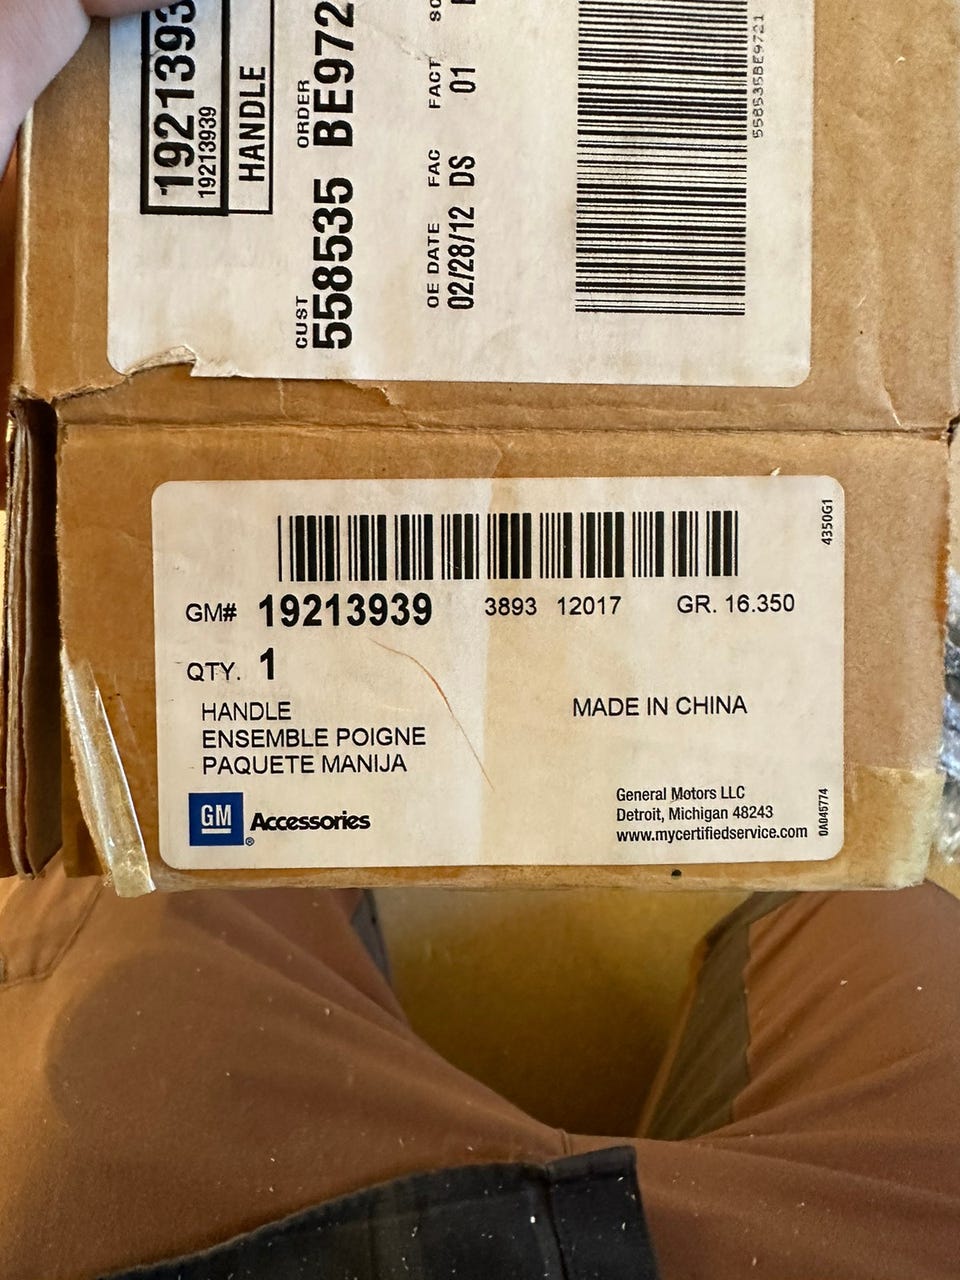 1921393
19213939
HANDLE
CUST ORDER
558535 BE972
OE DATE FAC FACT
02/28/12 DS 01
558535BE9721
4350G1
GM# 19213939 3893 12017 GR. 16.350
QTY. 1
HANDLE
ENSEMBLE POIGNE
PAQUETE MANIJA
MADE IN CHINA
GM
® Accessories
General Motors LLC
Detroit, Michigan 48243
www.mycertifiedservice.com
0A045774